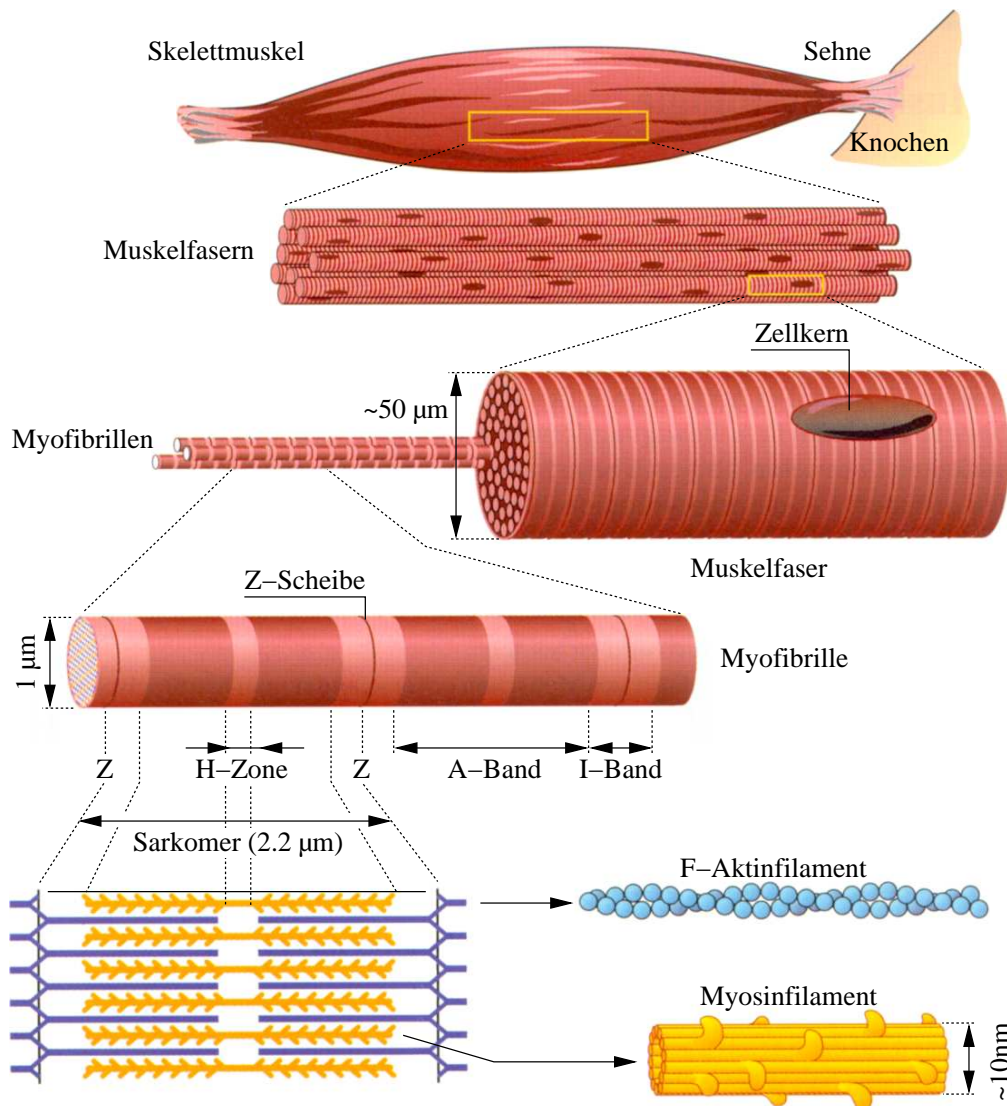 Skelettmuskel
Sehne
Knochen
Muskelfasern
Zellkern
~50 µm
Myofibrillen
Muskelfaser
Z–Scheibe
1 µm
Myofibrille
Z
H–Zone
Z
A–Band
I–Band
Sarkomer (2.2 µm)
F–Aktinfilament
Myosinfilament
~10nm